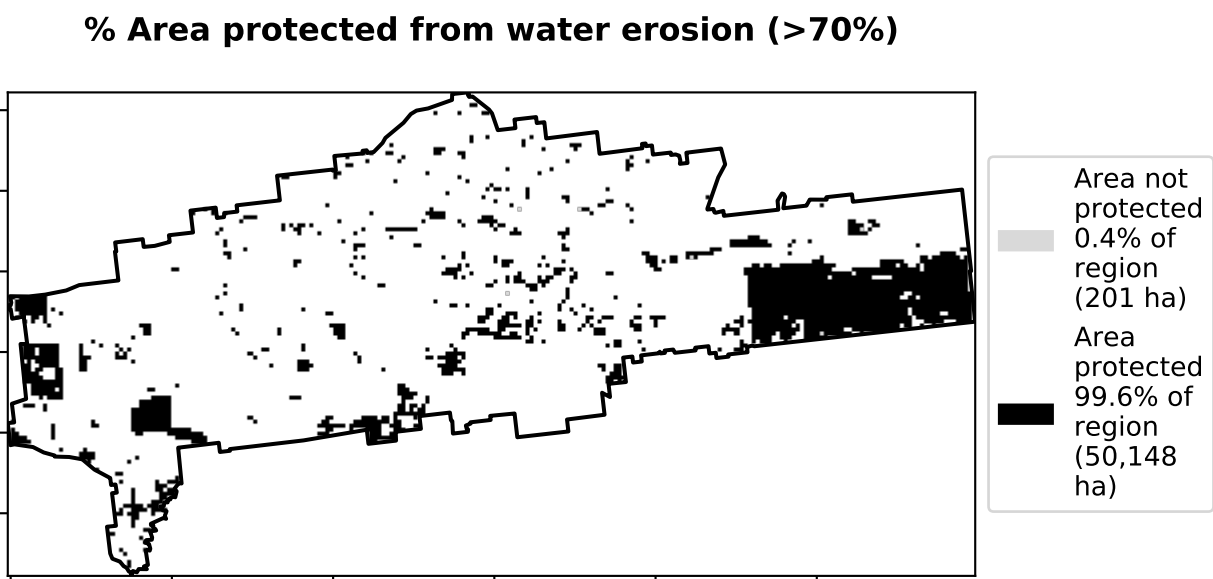 % Area protected from water erosion (>70%)
Area not
protected
0.4% of
region
(201 ha)
Area
protected
99.6% of
region
(50,148
ha)